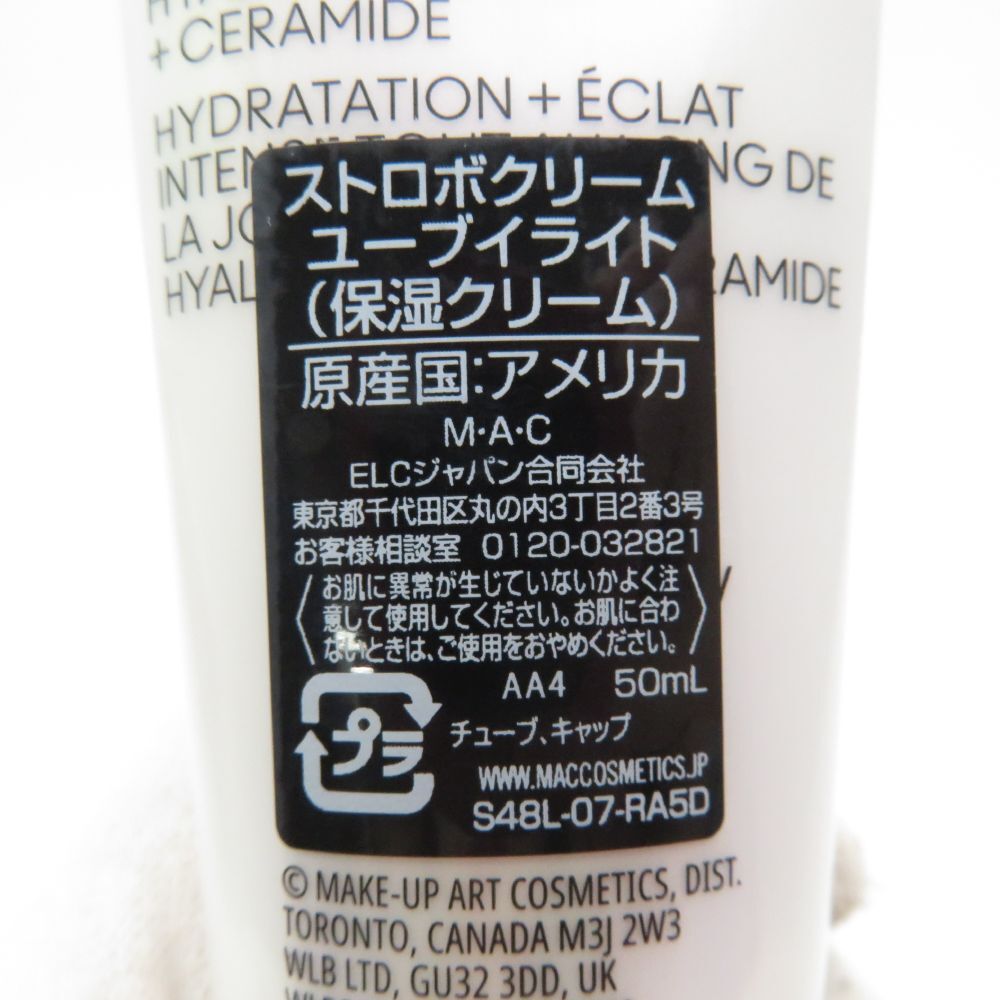 + CERAMIDE
HYDRATATION + ÉCLAT
NG DE
LA
ストロボクリーム
ユーブイライト
(保湿クリーム)
原産国:アメリカ
M・A・C
ELCジャパン合同会社
東京都千代田区丸の内3丁目2番3号
お客様相談室 0120-032821
〈お肌に異常が生じていないかよく注
意して使用してください。お肌に合わ
ないときは、ご使用をおやめください。〉
AA4 50mL
プラ
チューブ、キャップ
WWW.MACCOSMETICS.JP
S48L-07-RA5D
© MAKE-UP ART COSMETICS, DIST.
TORONTO, CANADA M3J 2W3
WLB LTD, GU32 3DD, UK